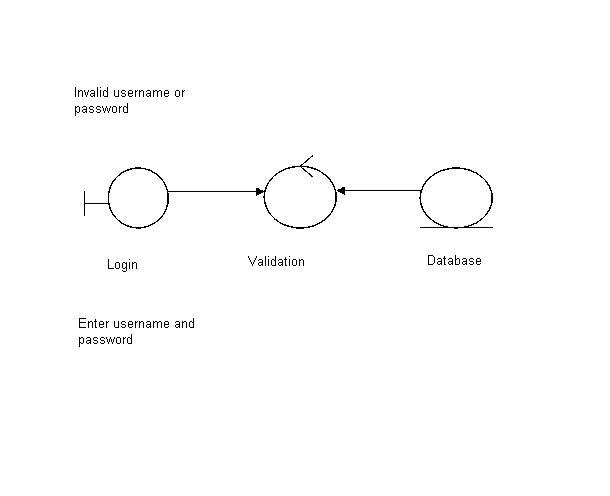 Invalid username or
password
Login
Validation
Database
Enter username and
password